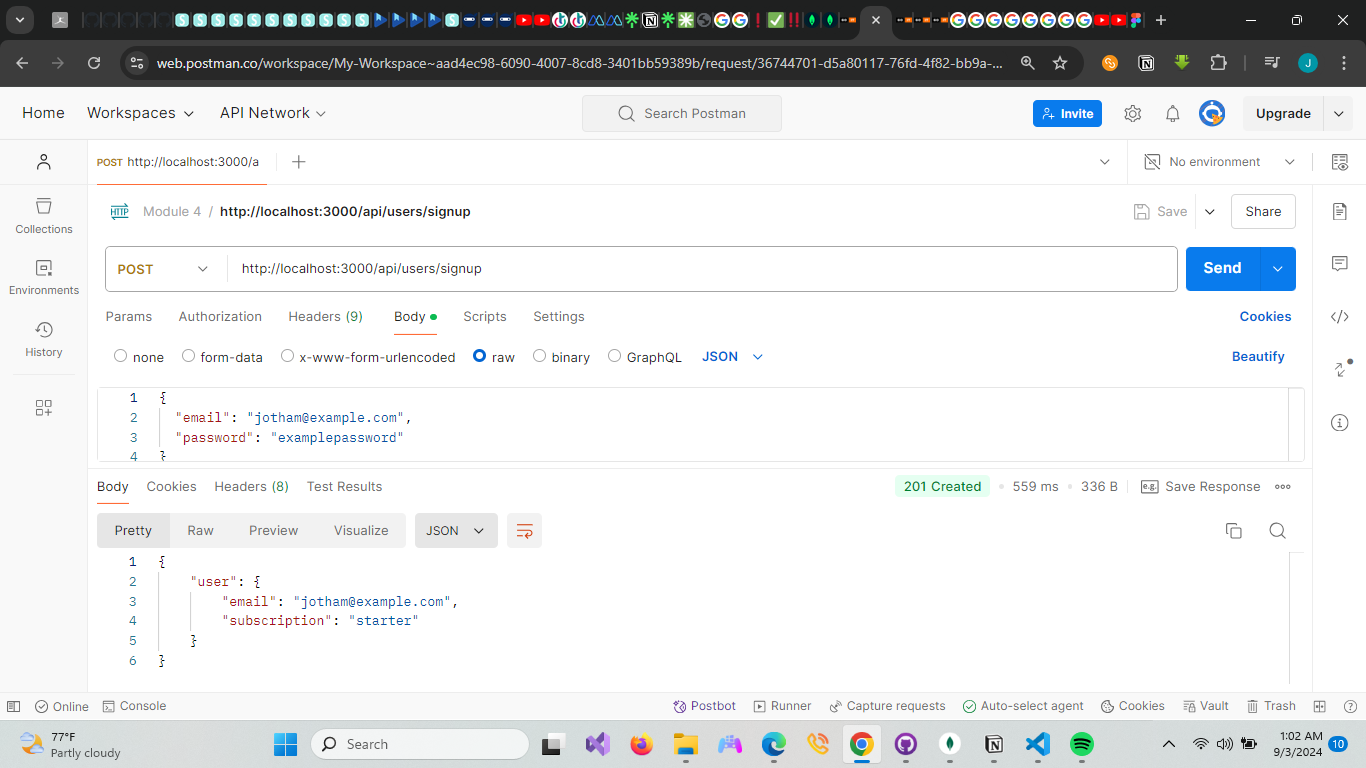 web.postman.co/workspace/My-Workspace~aad4ec98-6090-4007-8cd8-3401bb59389b/request/36744701-d5a80117-76fd-4f82-bb9a-...
J
Home Workspaces API Network Search Postman Invite Upgrade
POST http://localhost:3000/a No environment
HTTP Module 4 / http://localhost:3000/api/users/signup Save Share
Collections
Environments
History
POST http://localhost:3000/api/users/signup Send
Params Authorization Headers (9) Body Scripts Settings Cookies
none form-data x-www-form-urlencoded raw binary GraphQL JSON Beautify
1 {
2 "email": "jotham@example.com",
3 "password": "examplepassword"
4 }
Body Cookies Headers (8) Test Results 201 Created 559 ms 336 B e.g. Save Response
Pretty Raw Preview Visualize JSON
1 {
2 "user": {
3 "email": "jotham@example.com",
4 "subscription": "starter"
5 }
6 }
Online Console Postbot Runner Capture requests Auto-select agent Cookies Vault Trash
77°F
Partly cloudy
Search
1:02 AM
9/3/2024
10